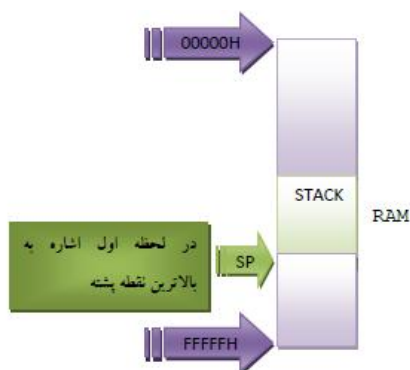 00000H
STACK
RAM
در لحظه اول اشاره به
بالاترین نقطه پشته
SP
FFFFFH